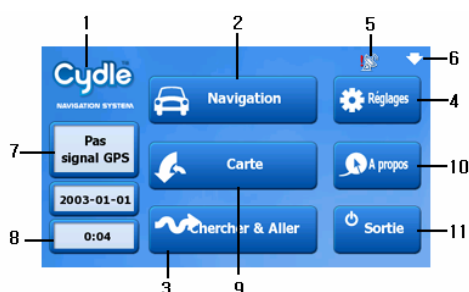 1
2
5
6
Cydle
NAVIGATION SYSTEM
Navigation
Réglages
4
7
Pas
signal GPS
Carte
A propos
10
2003-01-01
8
0:04
Chercher & Aller
Sortie
11
3
9